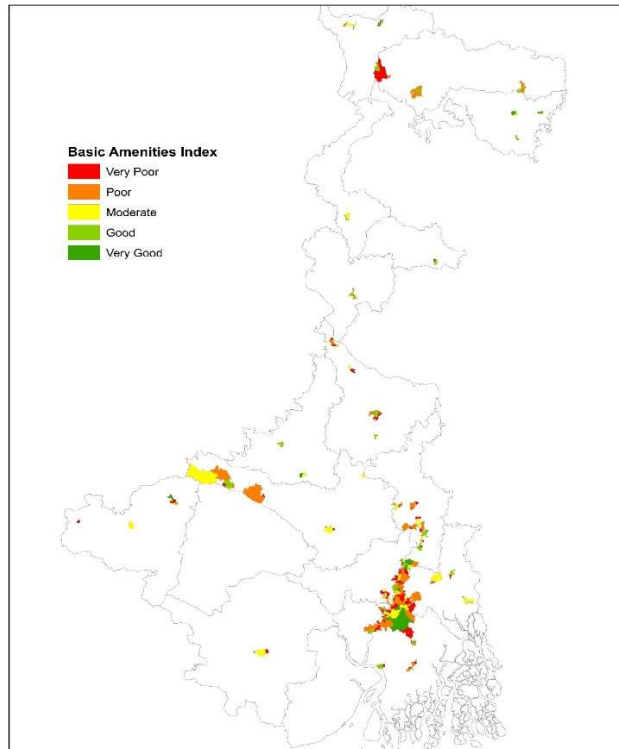 Basic Amenities Index
Very Poor
Poor
Moderate
Good
Very Good